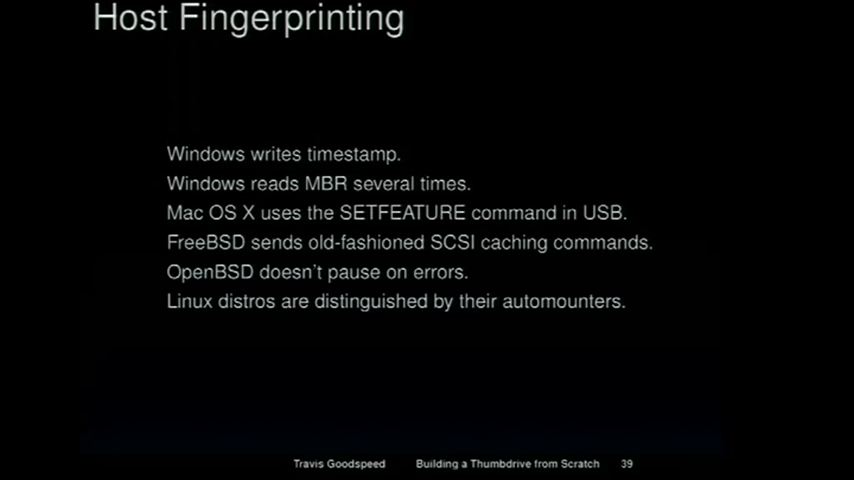 Host Fingerprinting
Windows writes timestamp.
Windows reads MBR several times.
Mac OS X uses the SETFEATURE command in USB.
FreeBSD sends old-fashioned SCSI caching commands.
OpenBSD doesn't pause on errors.
Linux distros are distinguished by their automounters.
Travis Goodspeed Building a Thumbdrive from Scratch 39